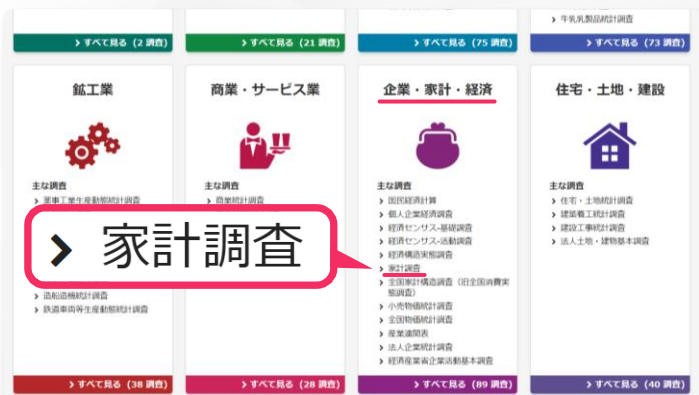 › 牛乳乳製品統計調査
› すべて見る (2 調査)
› すべて見る (21 調査)
› すべて見る (75 調査)
› すべて見る (73 調査)
鉱工業
主な調査
› 薬事工業生産動態統計調査
› 造船造機統計調査
› 鉄道車両等生産動態統計調査
› すべて見る (38 調査)
商業・サービス業
主な調査
› 商業統計調査
› すべて見る (28 調査)
企業・家計・経済
主な調査
› 国民経済計算
› 個人企業経済調査
› 経済センサス‐基礎調査
› 経済センサス‐活動調査
› 経済構造実態調査
› 家計調査
› 全国家計構造調査（旧全国消費実
態調査）
› 小売物価統計調査
› 全国物価統計調査
› 産業連関表
› 法人企業統計調査
› 経済産業省企業活動基本調査
› すべて見る (89 調査)
住宅・土地・建設
主な調査
› 住宅・土地統計調査
› 建築着工統計調査
› 建設工事統計調査
› 法人土地・建物基本調査
› すべて見る (40 調査)
› 家計調査